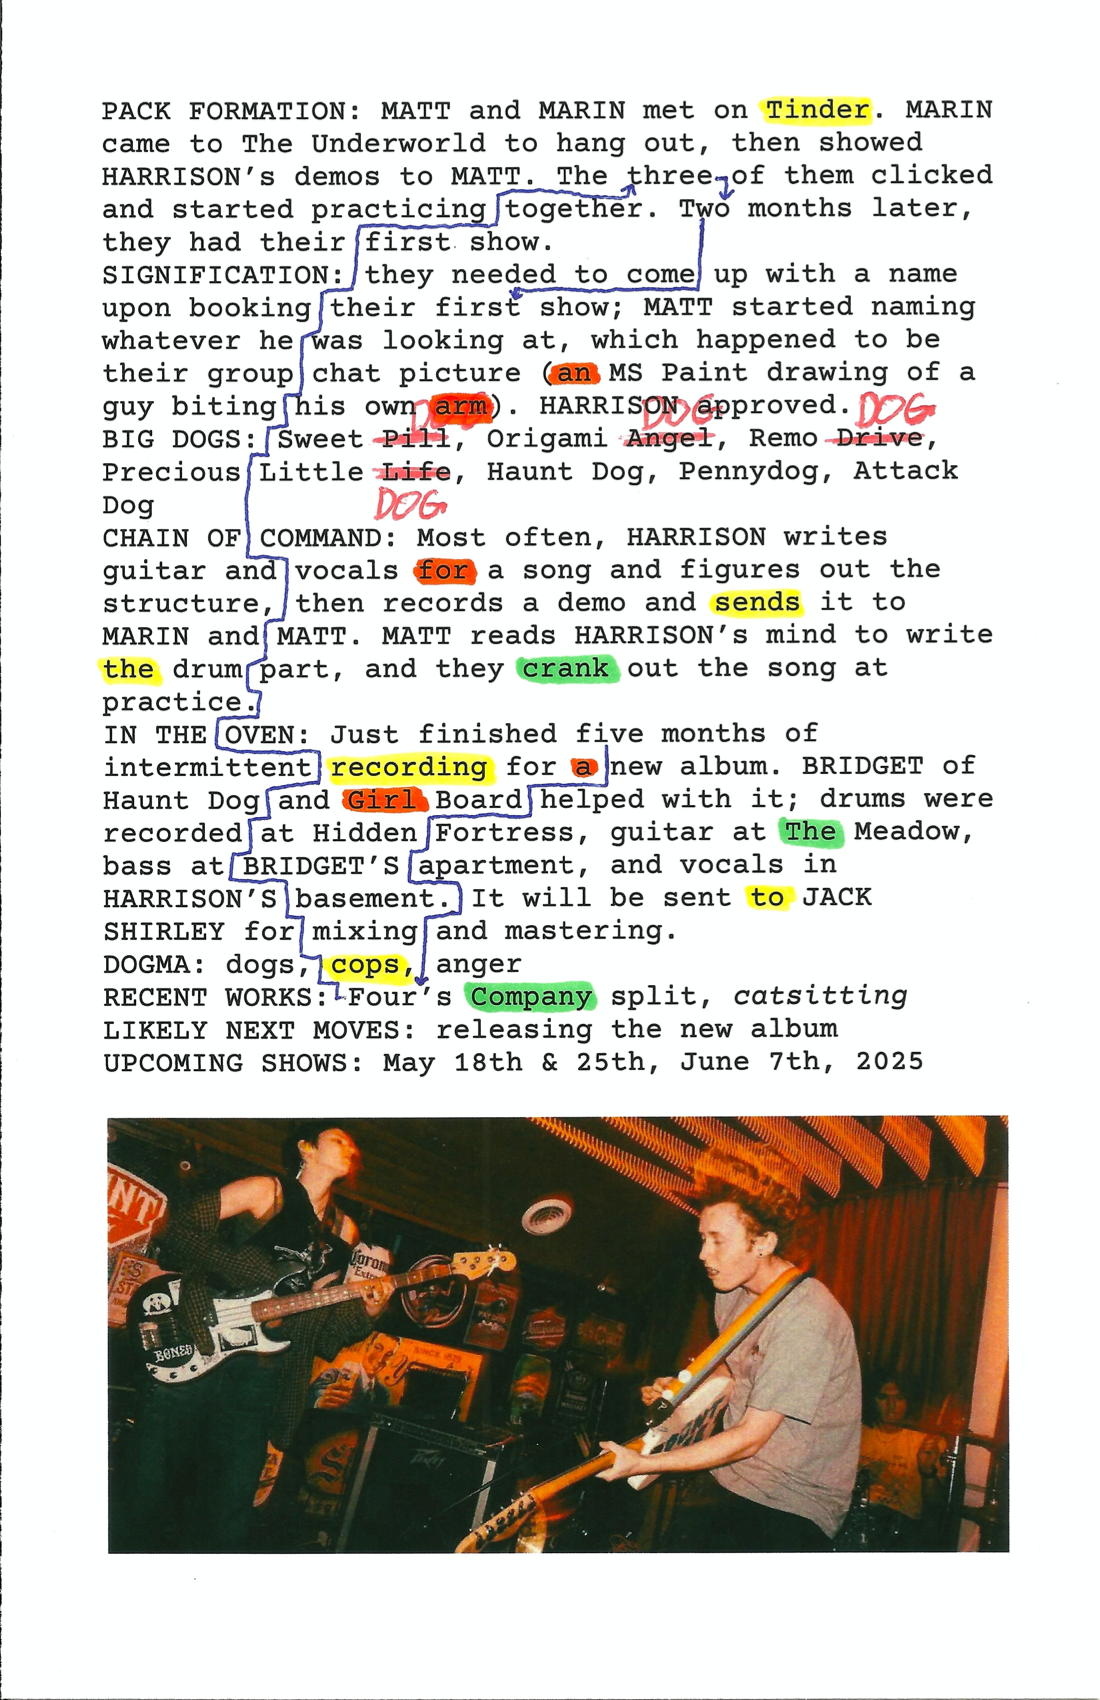 PACK FORMATION: MATT and MARIN met on Tinder. MARIN
came to The Underworld to hang out, then showed
HARRISON's demos to MATT. The three of them clicked
and started practicing together. Two months later,
they had their first show.
SIGNIFICATION: they needed to come up with a name
upon booking their first show; MATT started naming
whatever he was looking at, which happened to be
their group chat picture (an MS Paint drawing of a
guy biting his own arm). HARRISON approved.
DOG DOG DOG
BIG DOGS: Sweet Pill, Origami Angel, Remo Drive,
Precious Little Life, Haunt Dog, Pennydog, Attack
Dog
DOG
CHAIN OF COMMAND: Most often, HARRISON writes
guitar and vocals for a song and figures out the
structure, then records a demo and sends it to
MARIN and MATT. MATT reads HARRISON's mind to write
the drum part, and they crank out the song at
practice.
IN THE OVEN: Just finished five months of
intermittent recording for a new album. BRIDGET of
Haunt Dog and Girl Board helped with it; drums were
recorded at Hidden Fortress, guitar at The Meadow,
bass at BRIDGET'S apartment, and vocals in
HARRISON'S basement. It will be sent to JACK
SHIRLEY for mixing and mastering.
DOGMA: dogs, cops, anger
RECENT WORKS: Four's Company split, catsitting
LIKELY NEXT MOVES: releasing the new album
UPCOMING SHOWS: May 18th & 25th, June 7th, 2025
NT
Corona
Extra
BONES
SINCE
PEAVEY